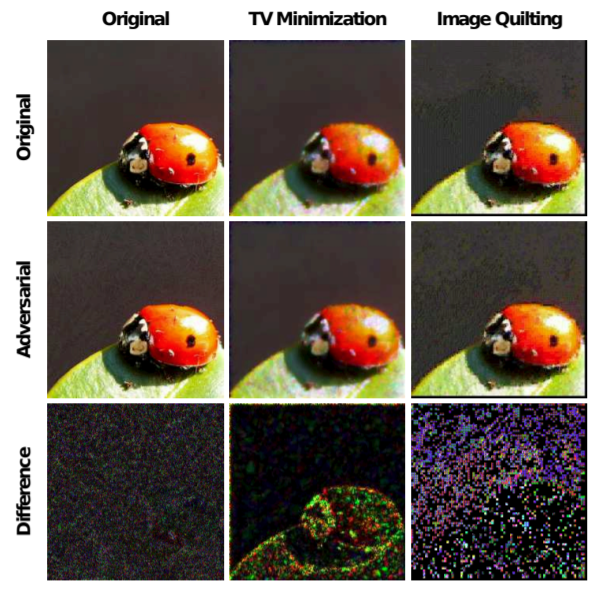 Original TV Minimization Image Quilting
Original
Adversarial
Difference